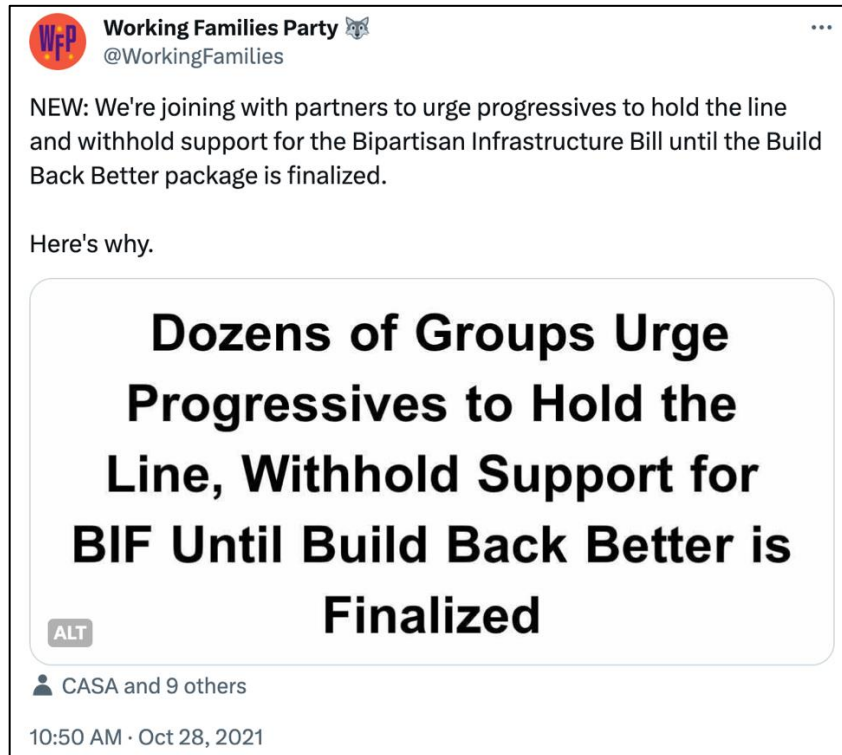 WFP
Working Families Party 🐺
@WorkingFamilies
...
NEW: We're joining with partners to urge progressives to hold the line
and withhold support for the Bipartisan Infrastructure Bill until the Build
Back Better package is finalized.
Here's why.
Dozens of Groups Urge
Progressives to Hold the
Line, Withhold Support for
BIF Until Build Back Better is
Finalized
ALT
CASA and 9 others
10:50 AM · Oct 28, 2021